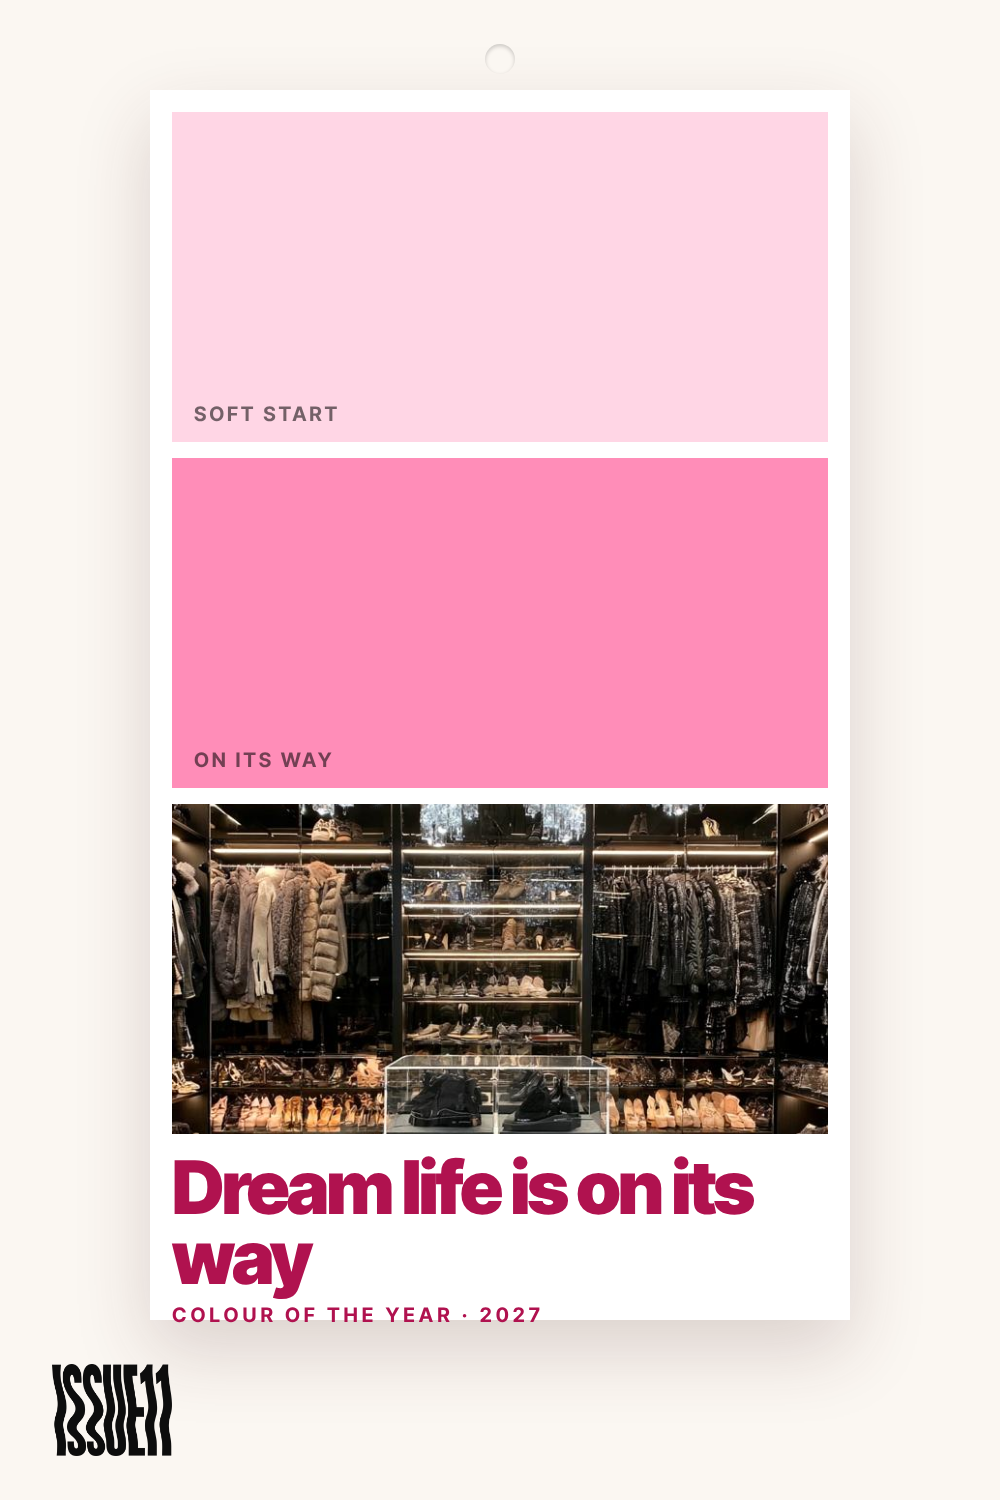 SOFT START
ON ITS WAY
Dream life is on its
way
COLOUR OF THE YEAR · 2027
ISSUE11